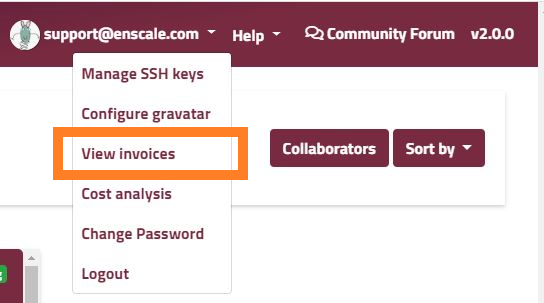 support@enscale.com Help Community Forum v2.0.0
Manage SSH keys
Configure gravatar
View invoices
Collaborators Sort by
Cost analysis
Change Password
Logout